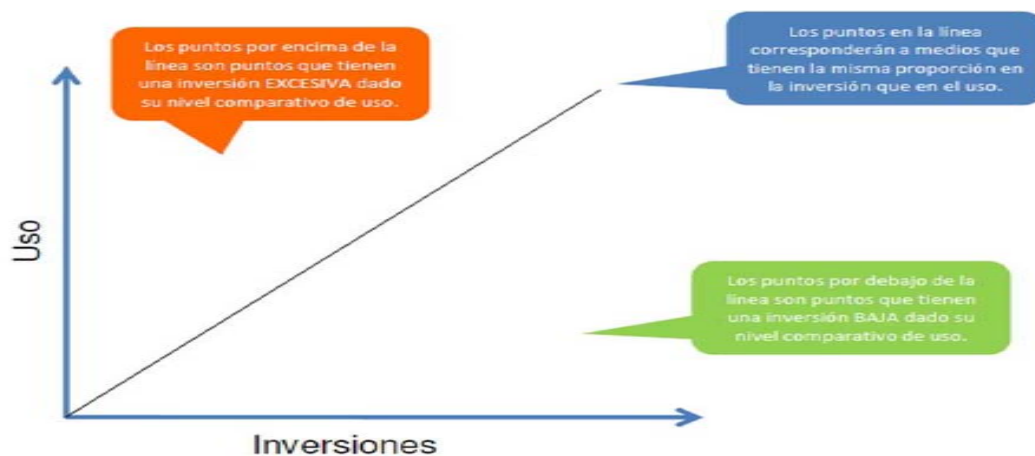 Los puntos por encima de la
línea son puntos que tienen
una inversión EXCESIVA dado
su nivel comparativo de uso.
Los puntos en la línea
corresponderán a medios que
tienen la misma proporción en
la inversión que en el uso.
Uso
Los puntos por debajo de la
línea son puntos que tienen
una inversión BAJA dado su
nivel comparativo de uso.
Inversiones